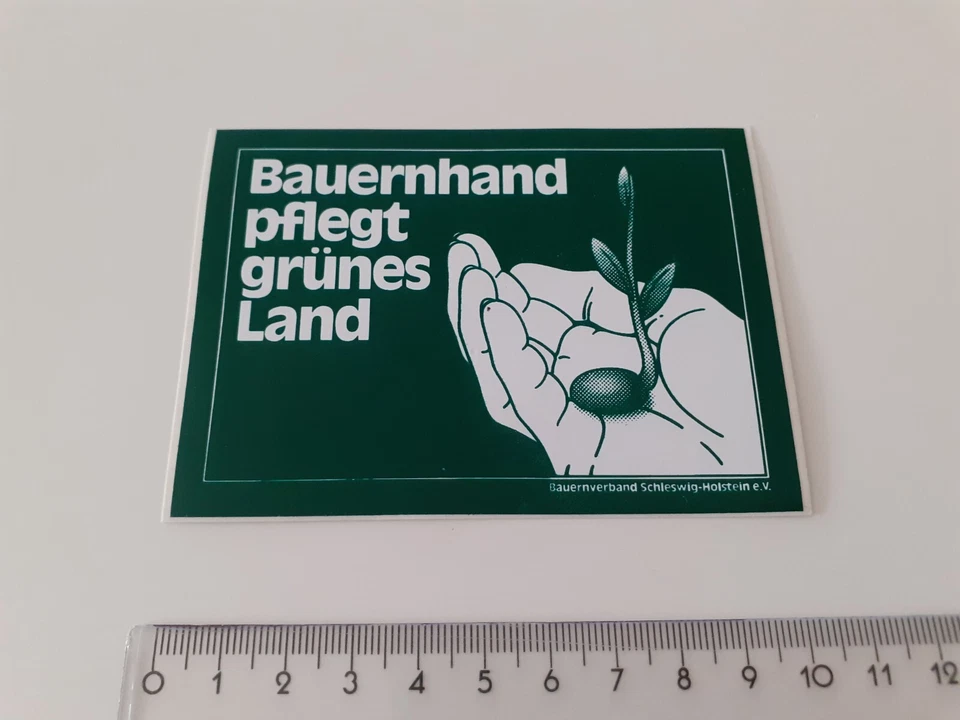 Bauernhand
pflegt
grünes
Land
Bauernverband Schleswig-Holstein e.V.
0 1 2 3 4 5 6 7 8 9 10 11 12